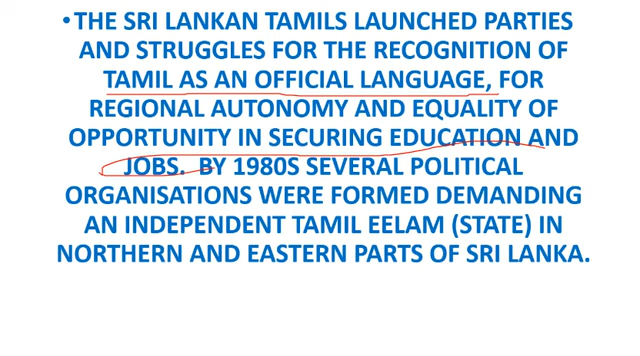 •THE SRI LANKAN TAMILS LAUNCHED PARTIES
AND STRUGGLES FOR THE RECOGNITION OF
TAMIL AS AN OFFICIAL LANGUAGE, FOR
REGIONAL AUTONOMY AND EQUALITY OF
OPPORTUNITY IN SECURING EDUCATION AND
JOBS. BY 1980S SEVERAL POLITICAL
ORGANISATIONS WERE FORMED DEMANDING
AN INDEPENDENT TAMIL EELAM (STATE) IN
NORTHERN AND EASTERN PARTS OF SRI LANKA.